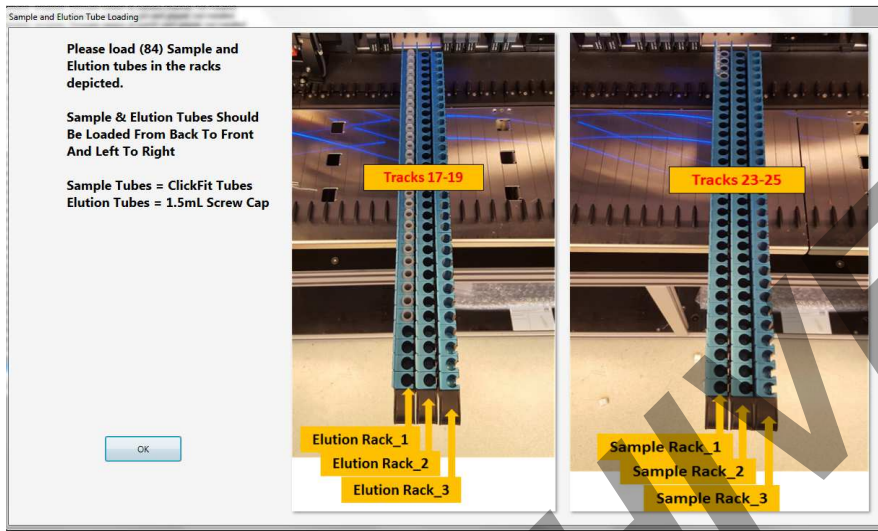 Sample and Elution Tube Loading
Please load (84) Sample and
Elution tubes in the racks
depicted.
Sample & Elution Tubes Should
Be Loaded From Back To Front
And Left To Right
Sample Tubes = ClickFit Tubes
Elution Tubes = 1.5mL Screw Cap
OK
Tracks 17-19
Elution Rack_1
Elution Rack_2
Elution Rack_3
Tracks 23-25
Sample Rack_1
Sample Rack_2
Sample Rack_3